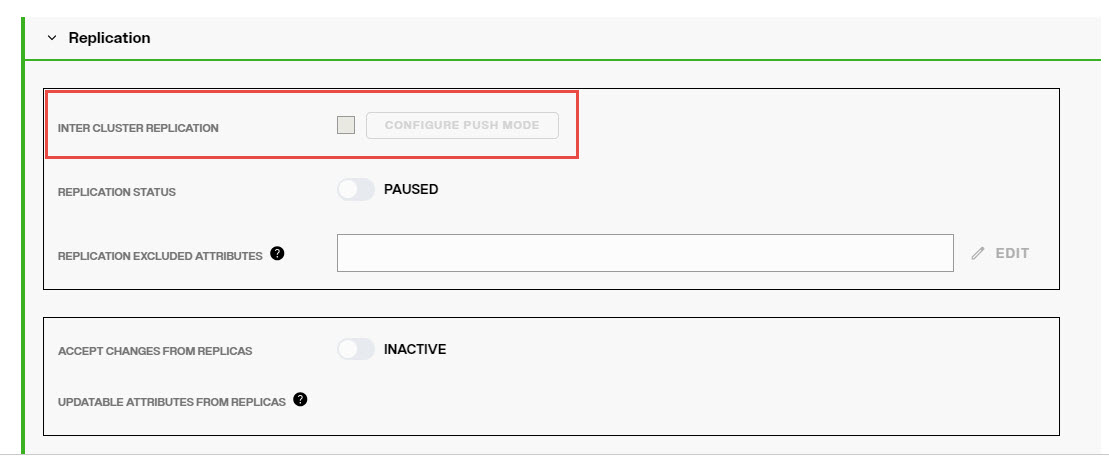 Replication
INTER CLUSTER REPLICATION CONFIGURE PUSH MODE
REPLICATION STATUS PAUSED
REPLICATION EXCLUDED ATTRIBUTES ? EDIT
ACCEPT CHANGES FROM REPLICAS INACTIVE
UPDATABLE ATTRIBUTES FROM REPLICAS ?